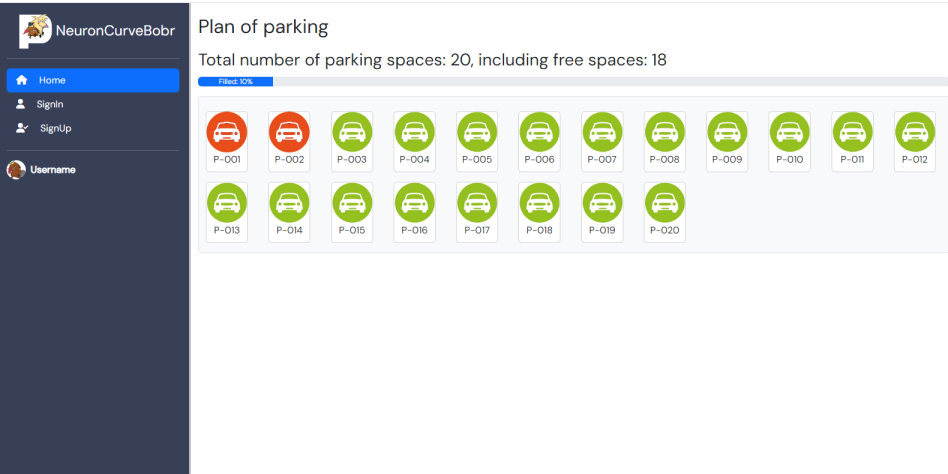 NeuronCurveBobr
Home
SignIn
SignUp
Username
Plan of parking
Total number of parking spaces: 20, including free spaces: 18
Filled: 10%
P-001 P-002 P-003 P-004 P-005 P-006 P-007 P-008 P-009 P-010 P-011 P-012
P-013 P-014 P-015 P-016 P-017 P-018 P-019 P-020